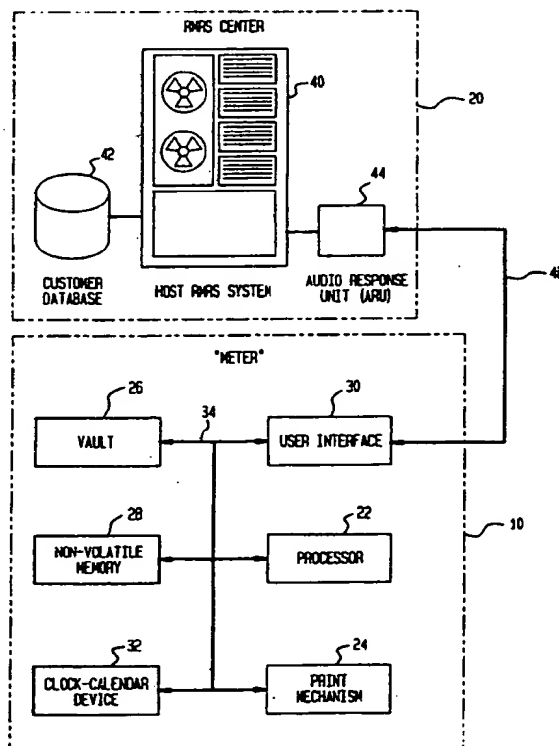 RMRS CENTER
40
20
42
44
CUSTOMER
DATABASE
HOST RMRS SYSTEM
AUDIO RESPONSE
UNIT (ARU)
"METER"
26
34
30
VAULT
USER INTERFACE
28
22
10
NON-VOLATILE
MEMORY
PROCESSOR
32
24
CLOCK-CALENDAR
DEVICE
PRINT
MECHANISM